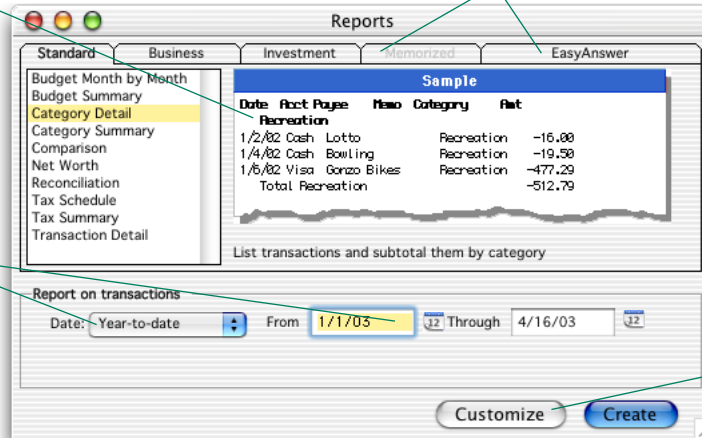 Reports
Standard Business Investment Memorized EasyAnswer
Budget Month by Month
Budget Summary
Category Detail
Category Summary
Comparison
Net Worth
Reconciliation
Tax Schedule
Tax Summary
Transaction Detail
Sample
Date Acct Payee Memo Category Amt
Recreation
1/2/02 Cash Lotto Recreation -16.00
1/4/02 Cash Bowling Recreation -19.50
1/6/02 Visa Gonzo Bikes Recreation -477.29
Total Recreation -512.79
List transactions and subtotal them by category
Report on transactions
Date: Year-to-date From 1/1/03 12 Through 4/16/03 12
Customize Create